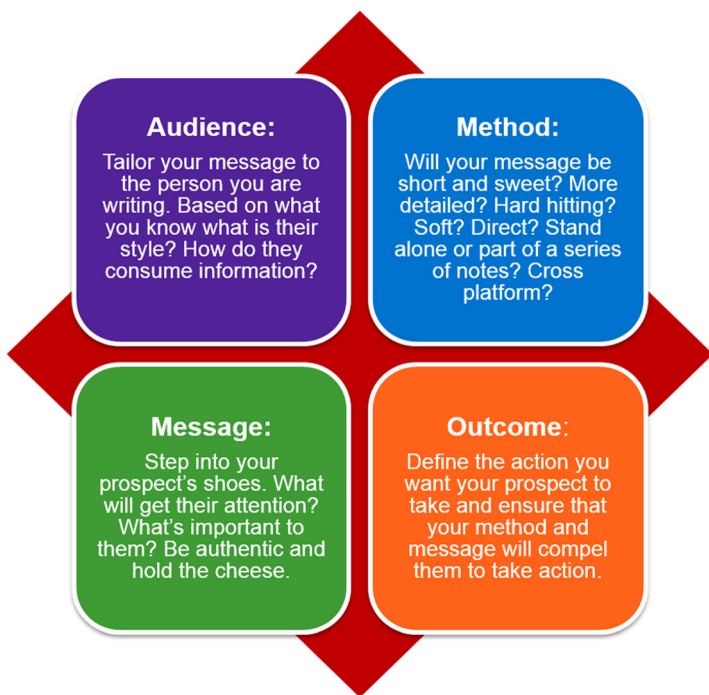 Audience:
Tailor your message to
the person you are
writing. Based on what
you know what is their
style? How do they
consume information?
Method:
Will your message be
short and sweet? More
detailed? Hard hitting?
Soft? Direct? Stand
alone or part of a series
of notes? Cross
platform?
Message:
Step into your
prospect’s shoes. What
will get their attention?
What’s important to
them? Be authentic and
hold the cheese.
Outcome:
Define the action you
want your prospect to
take and ensure that
your method and
message will compel
them to take action.